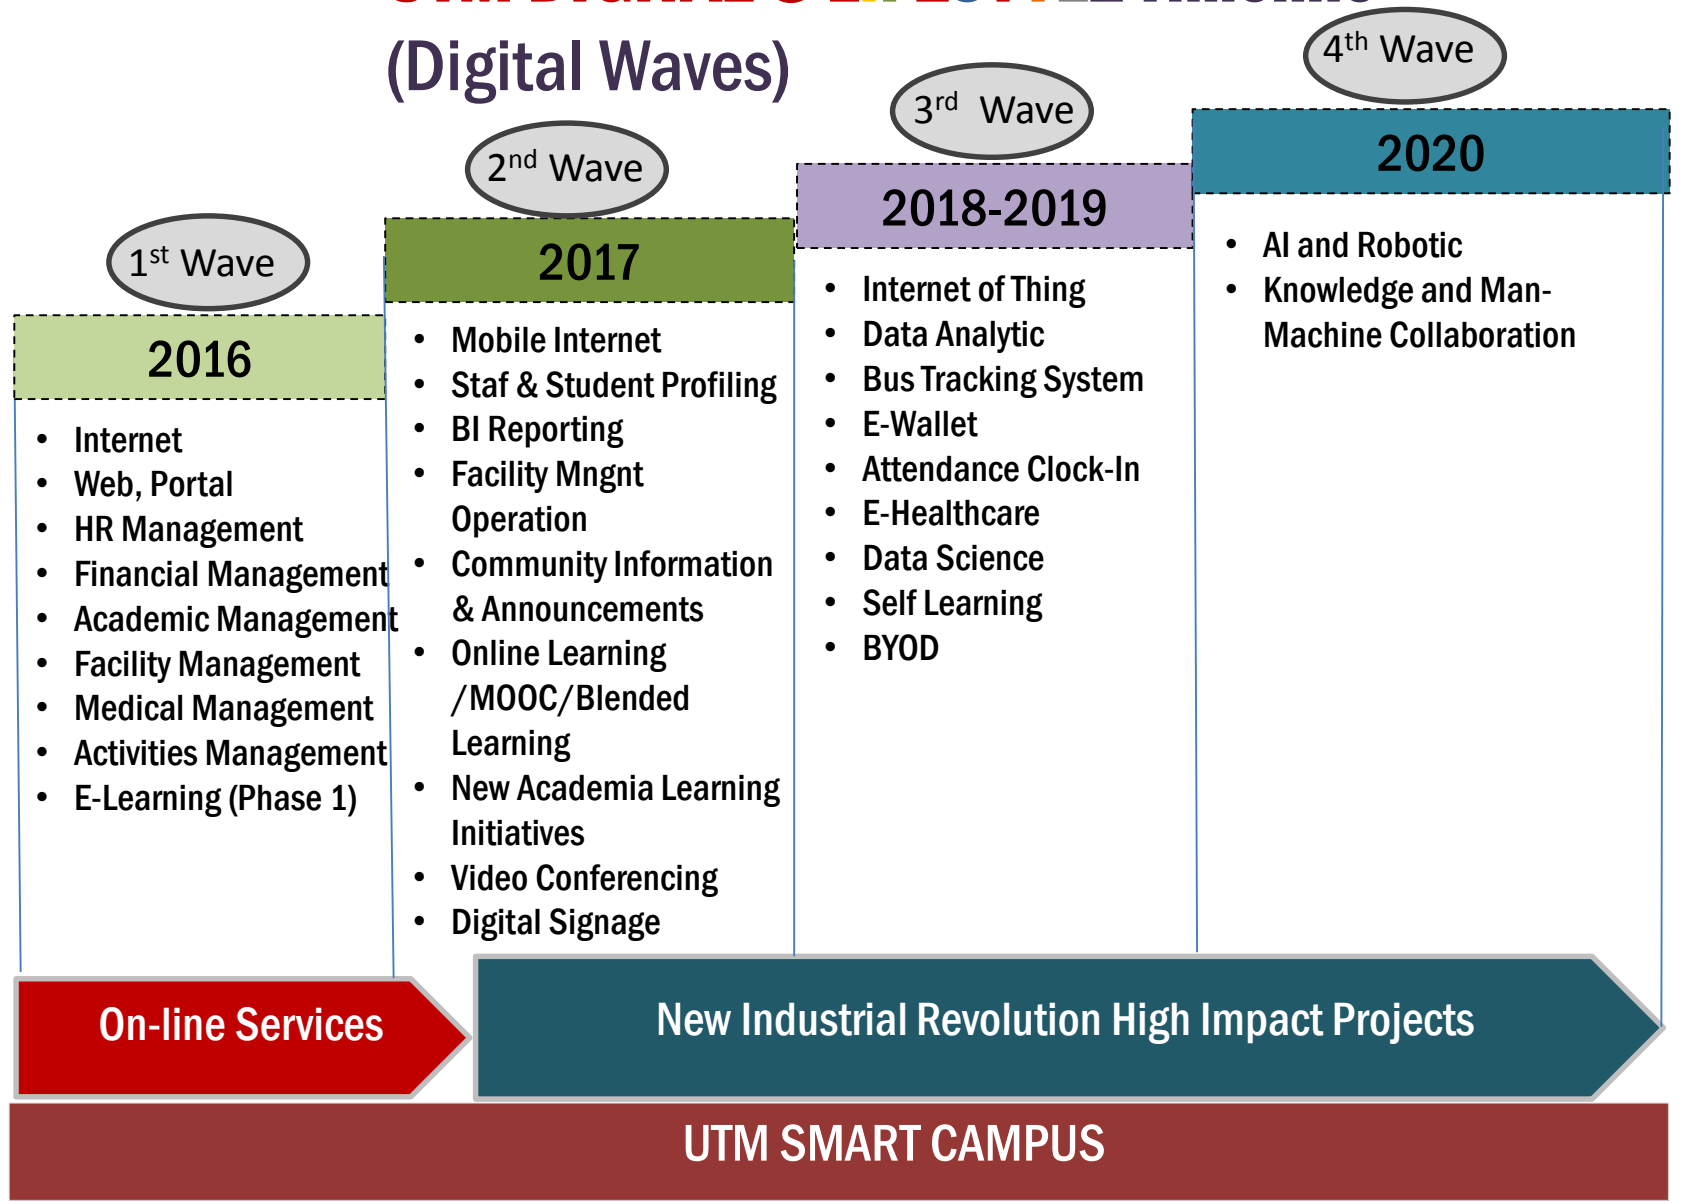 (Digital Waves)
1st Wave
2016
• Internet
• Web, Portal
• HR Management
• Financial Management
• Academic Management
• Facility Management
• Medical Management
• Activities Management
• E-Learning (Phase 1)
2nd Wave
2017
• Mobile Internet
• Staf & Student Profiling
• BI Reporting
• Facility Mngnt
Operation
• Community Information
& Announcements
• Online Learning
/MOOC/Blended
Learning
• New Academia Learning
Initiatives
• Video Conferencing
• Digital Signage
3rd Wave
2018-2019
• Internet of Thing
• Data Analytic
• Bus Tracking System
• E-Wallet
• Attendance Clock-In
• E-Healthcare
• Data Science
• Self Learning
• BYOD
4th Wave
2020
• AI and Robotic
• Knowledge and Man-
Machine Collaboration
On-line Services
New Industrial Revolution High Impact Projects
UTM SMART CAMPUS